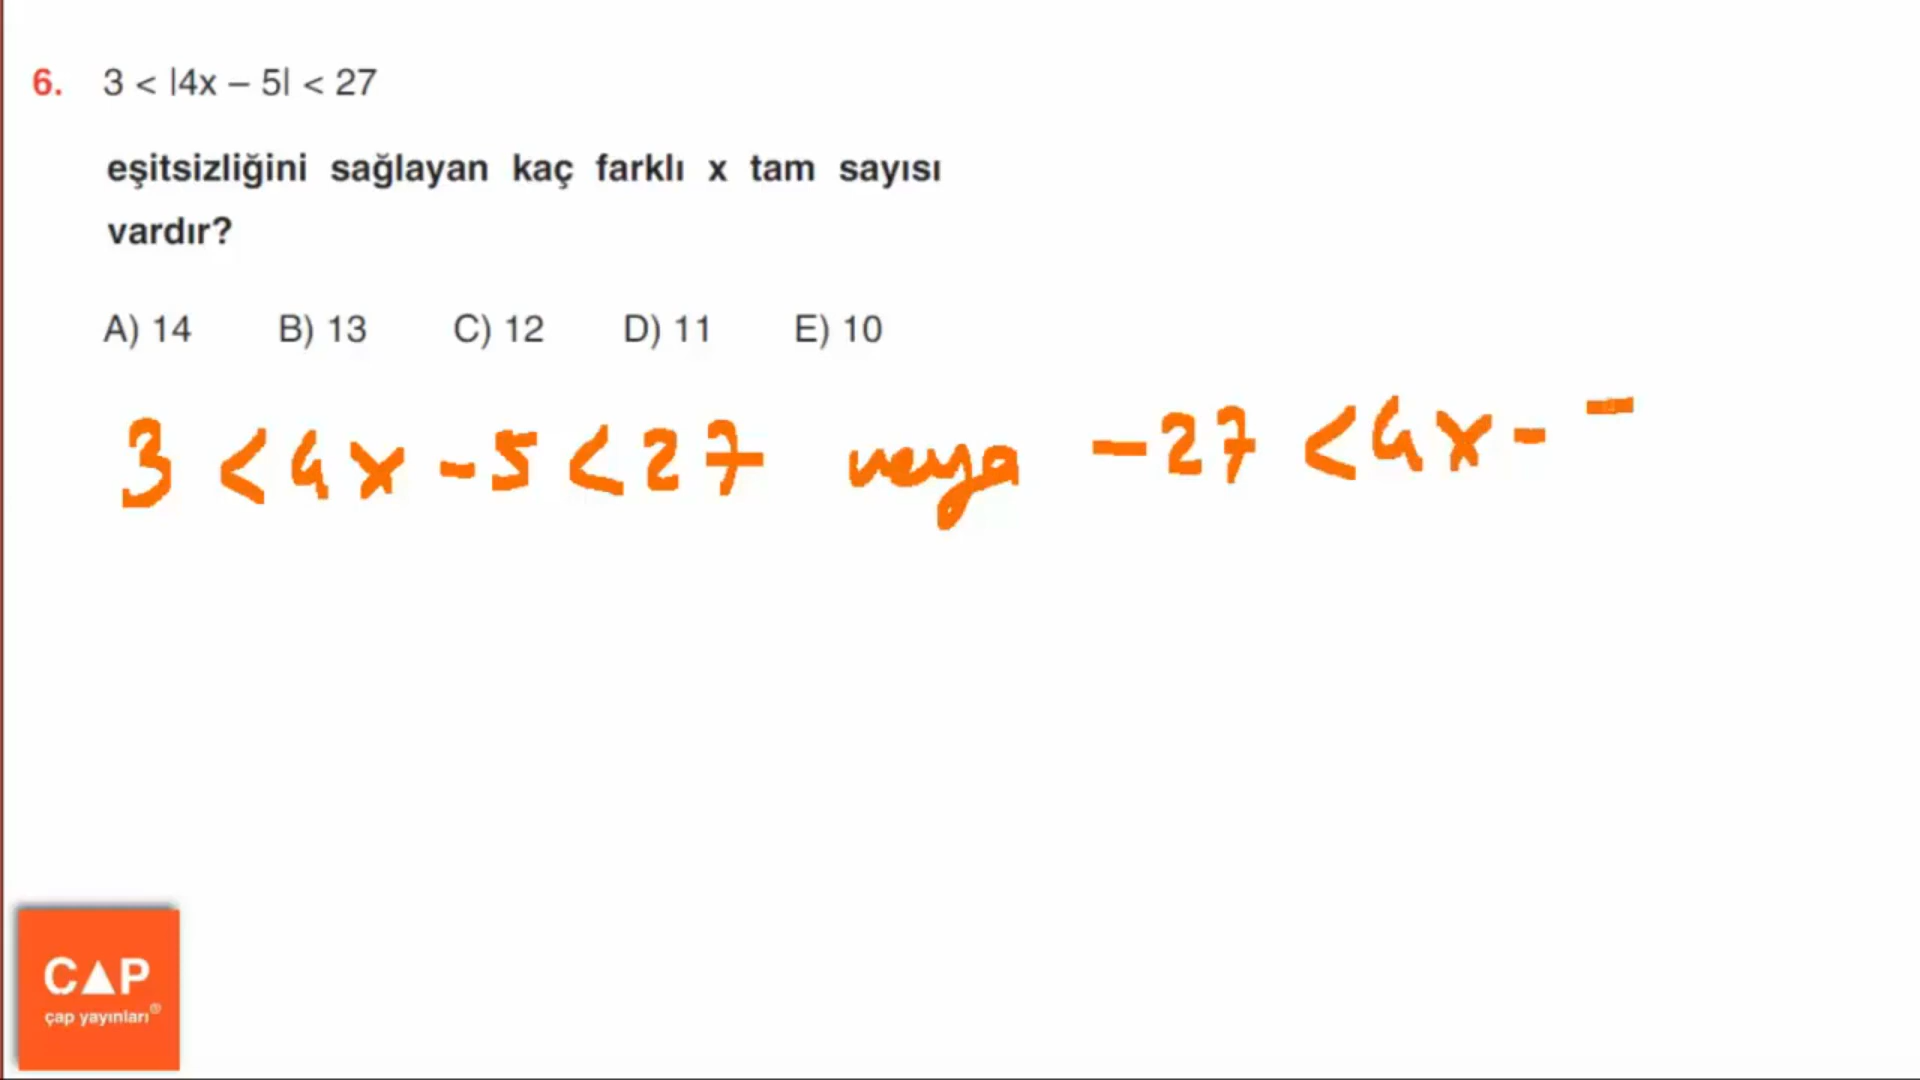 6. 3 < |4x – 5| < 27
eşitsizliğini sağlayan kaç farklı x tam sayısı
vardır?
A) 14 B) 13 C) 12 D) 11 E) 10
3 < 4x - 5 < 27 veya -27 < 4x -
CAP
çap yayınları®